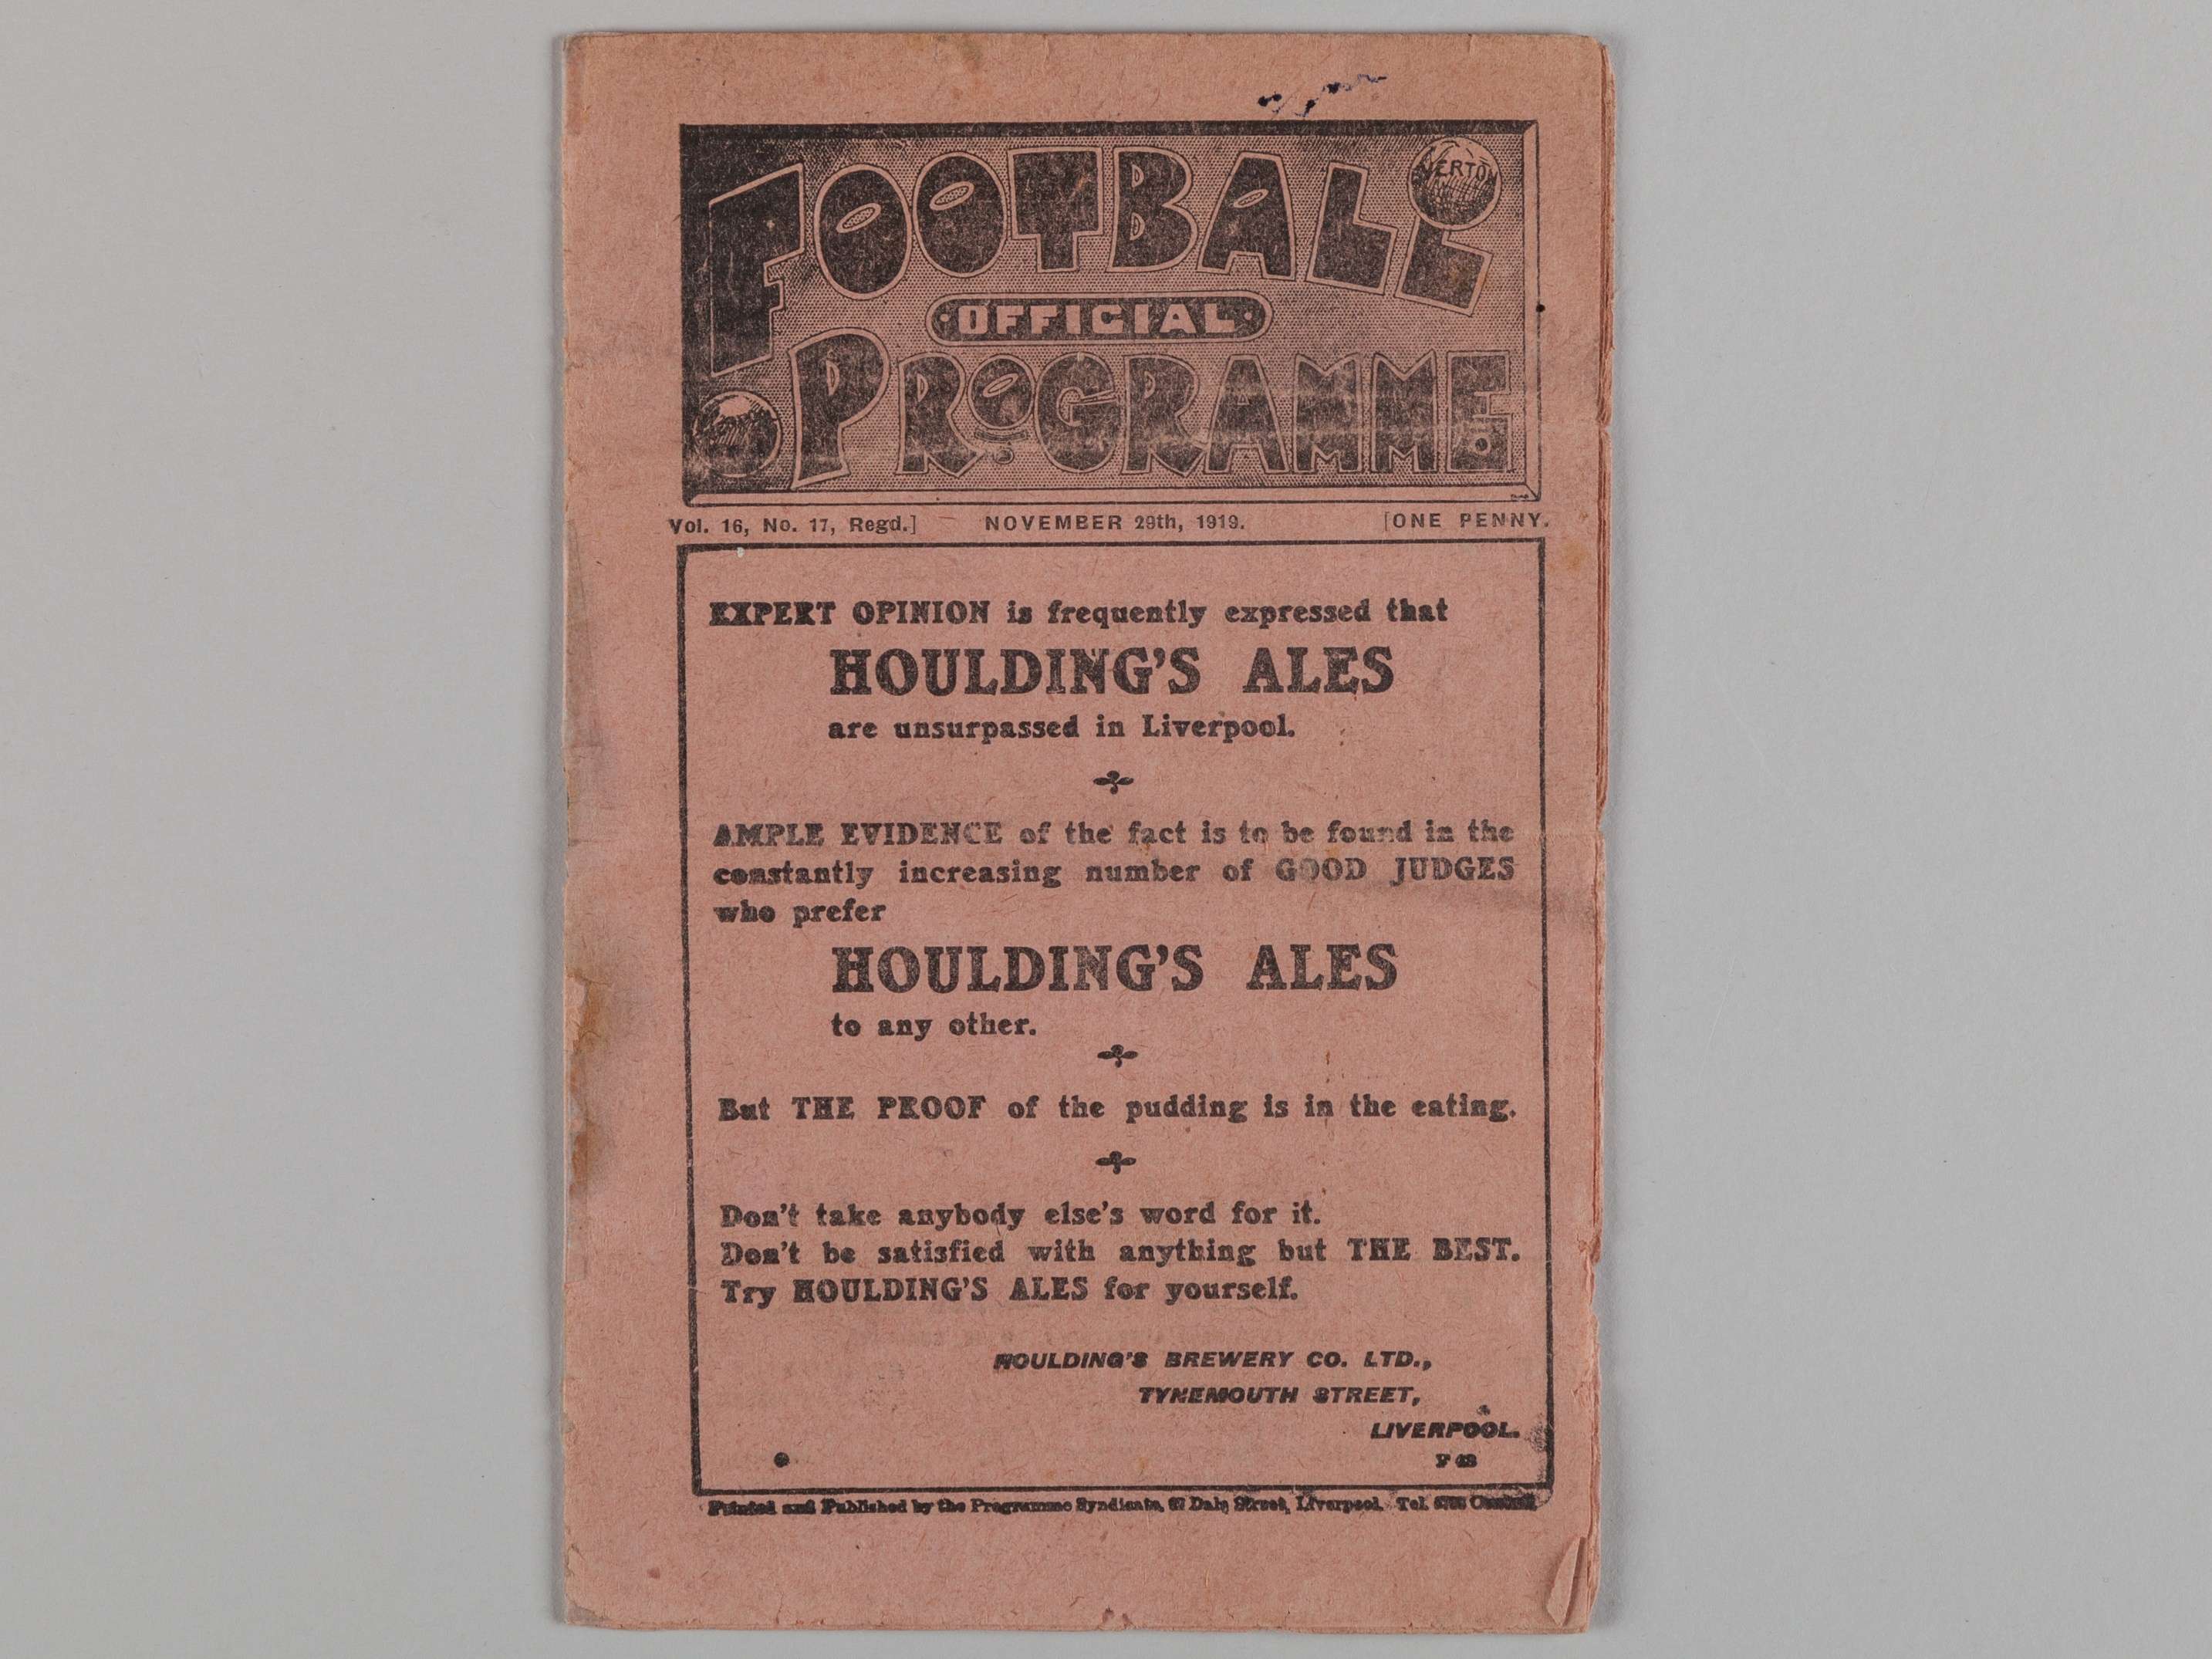 FOOTBALL
OFFICIAL
PROGRAMME
Vol. 16, No. 17, Regd.] NOVEMBER 29th, 1919. [ONE PENNY.
EXPERT OPINION is frequently expressed that
HOULDING'S ALES
are unsurpassed in Liverpool.
AMPLE EVIDENCE of the fact is to be found in the
constantly increasing number of GOOD JUDGES
who prefer
HOULDING'S ALES
to any other.
But THE PROOF of the pudding is in the eating.
Don't take anybody else's word for it.
Don't be satisfied with anything but THE BEST.
Try HOULDING'S ALES for yourself.
HOULDING'S BREWERY CO. LTD.,
TYNEMOUTH STREET,
LIVERPOOL.
Printed and Published by the Programme Syndicate, Dale Street, Liverpool. Tel.